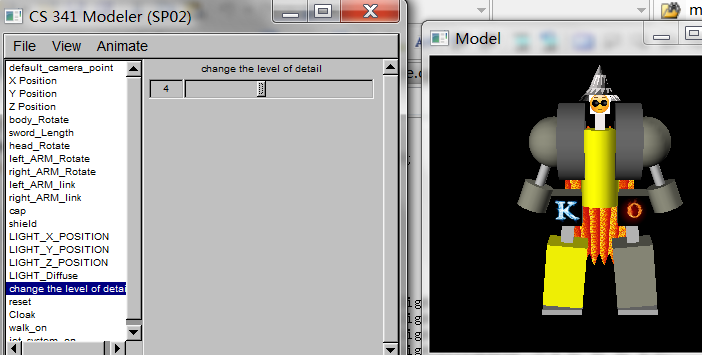 CS 341 Modeler (SP02)
File View Animate
default_camera_point
X Position
Y Position
Z Position
body_Rotate
sword_Length
head_Rotate
left_ARM_Rotate
right_ARM_Rotate
left_ARM_link
right_ARM_link
cap
shield
LIGHT_X_POSITION
LIGHT_Y_POSITION
LIGHT_Z_POSITION
LIGHT_Diffuse
change the level of detai
reset
Cloak
walk_on
change the level of detail
4
Model
K O